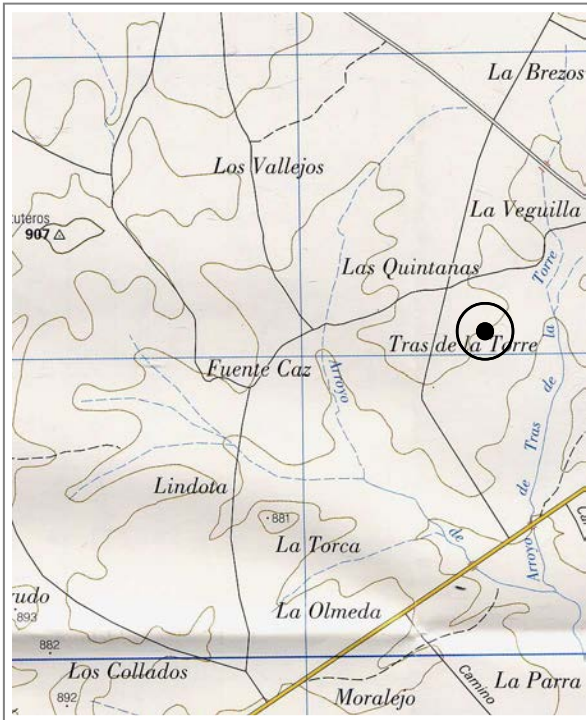 La Brezos
Los Vallejos
La Veguilla
907
Las Quintanas
Torre
la
de
Tras
de
Arroyo
Tras de la Torre
Fuente Caz
Arroyo
de
Lindota
881
La Torca
La Olmeda
893
882
Los Collados
892
Moralejo
Camino
La Parra